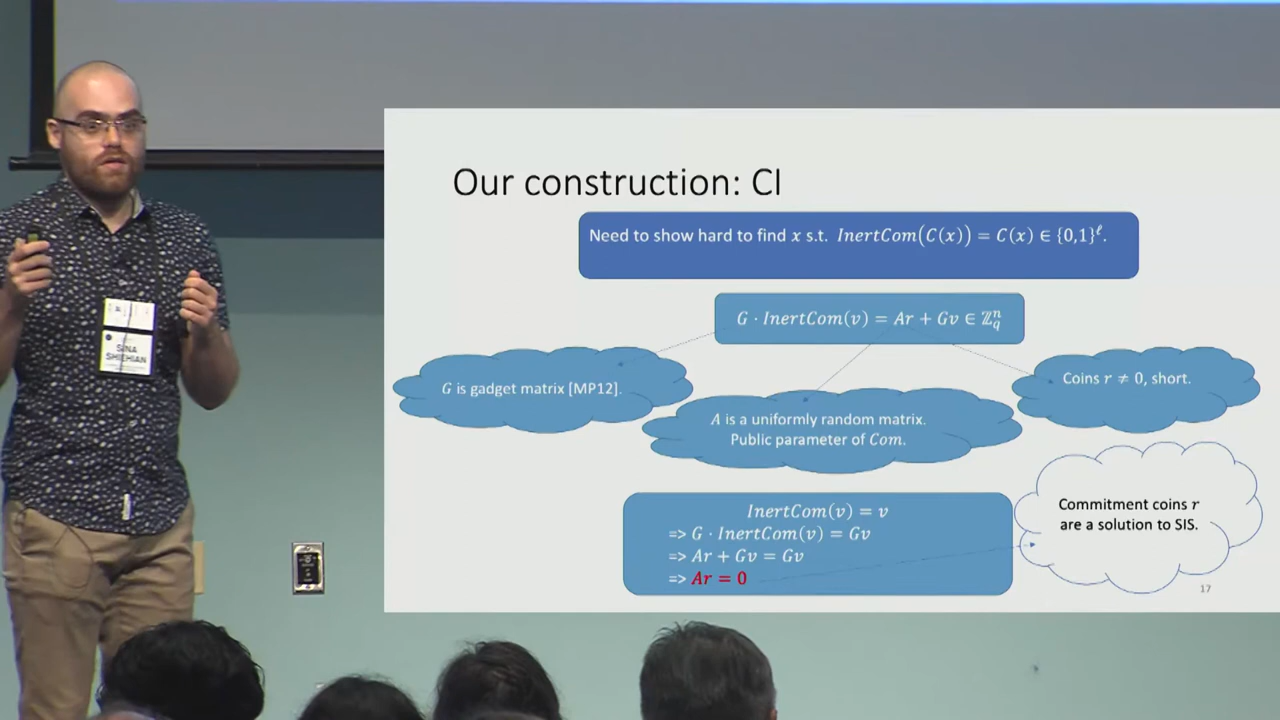 Our construction: CI
Need to show hard to find x s.t. InertCom(C(x)) = C(x) ∈ {0,1}^ℓ.
G · InertCom(v) = Ar + Gv ∈ ℤ_q^n
G is gadget matrix [MP12].
Coins r ≠ 0, short.
A is a uniformly random matrix.
Public parameter of Com.
InertCom(v) = v
=> G · InertCom(v) = Gv
=> Ar + Gv = Gv
=> Ar = 0
Commitment coins r
are a solution to SIS.
17
SINA
SHIEHIAN